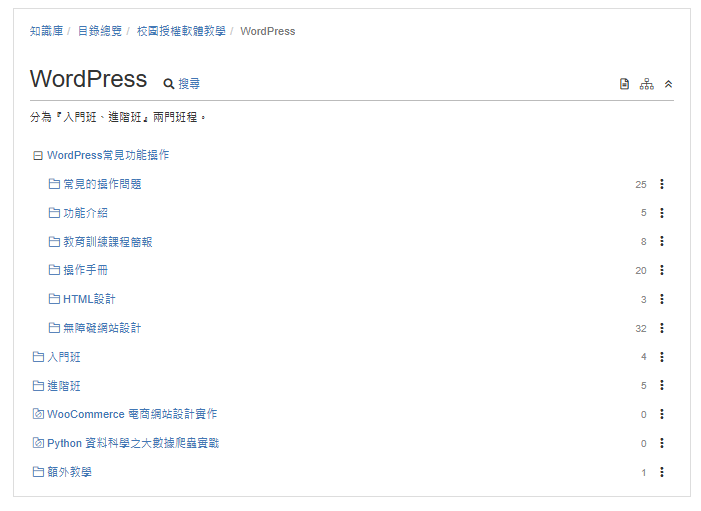 知識庫 / 目錄總覽 / 校園授權軟體教學 / WordPress
WordPress 搜尋
分為『入門班、進階班』兩門班程。
WordPress常見功能操作
常見的操作問題 25
功能介紹 5
教育訓練課程簡報 8
操作手冊 20
HTML設計 3
無障礙網站設計 32
入門班 4
進階班 5
WooCommerce 電商網站設計實作 0
Python 資料科學之大數據爬蟲實戰 0
額外教學 1